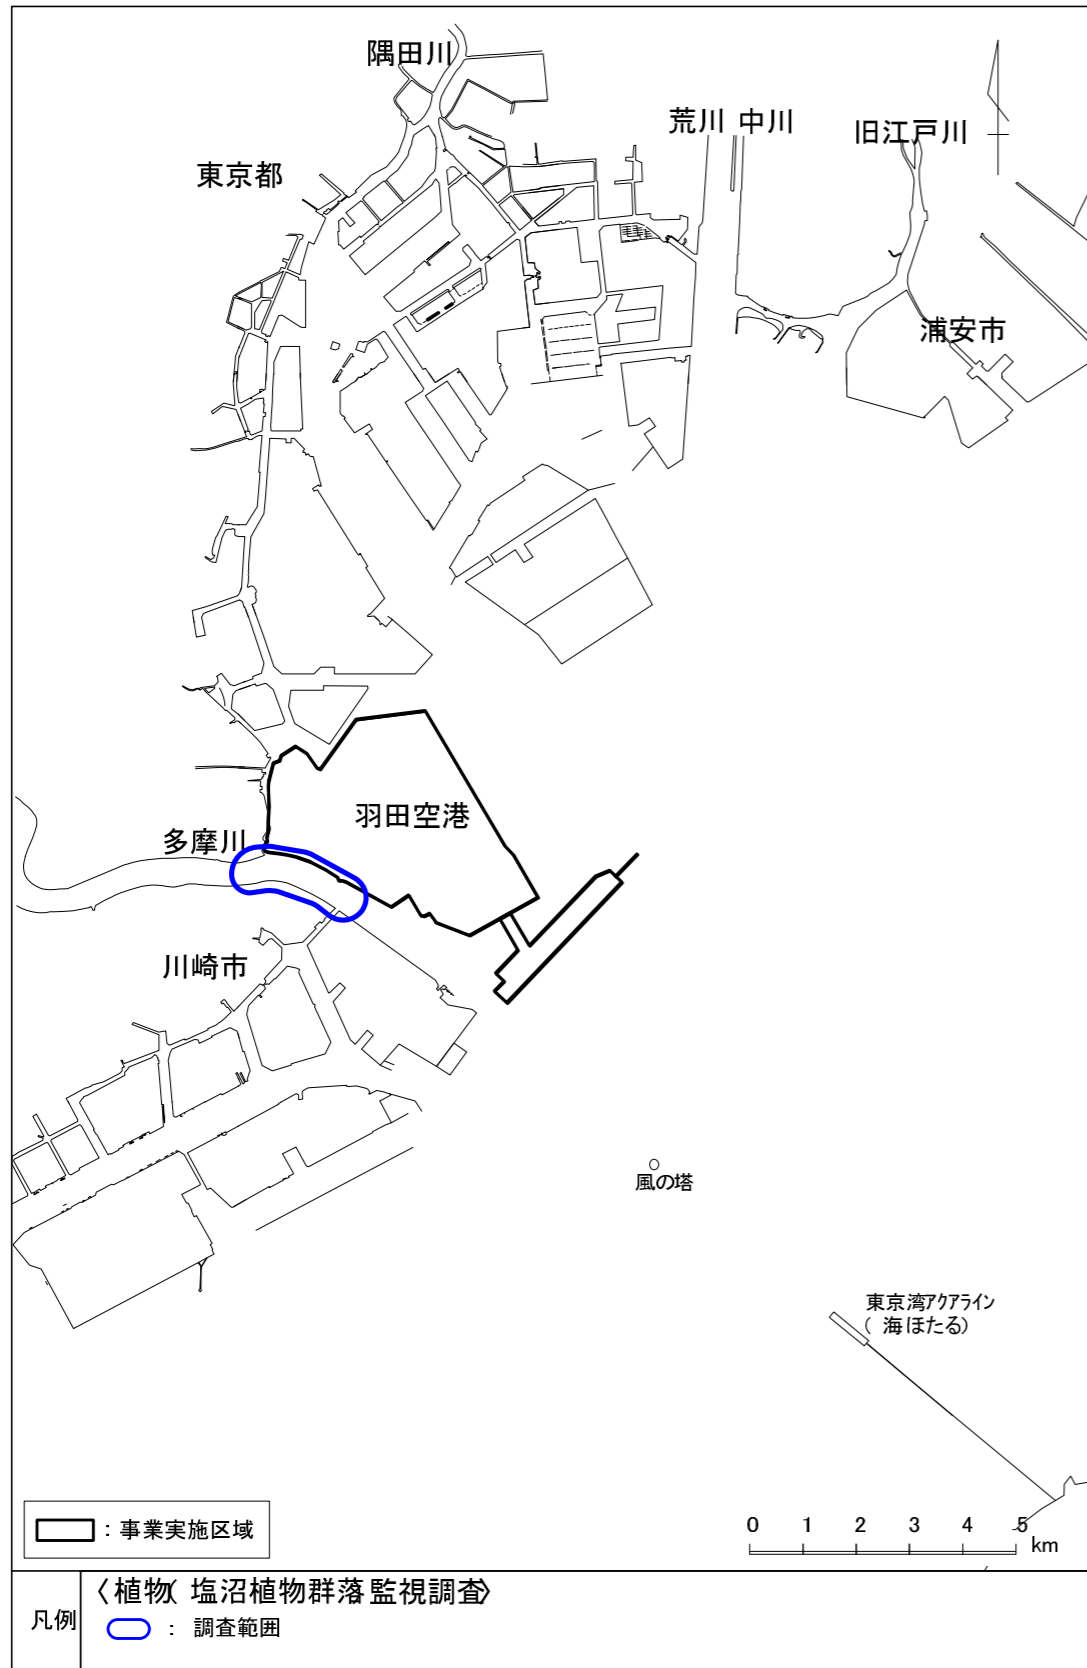 隅田川
荒川 中川
旧江戸川
東京都
浦安市
羽田空港
多摩川
川崎市
風の塔
東京湾アクアライン
(海ほたる)
:事業実施区域
0 1 2 3 4 5
km
凡例
〈植物(塩沼植物群落監視調査)〉
:調査範囲